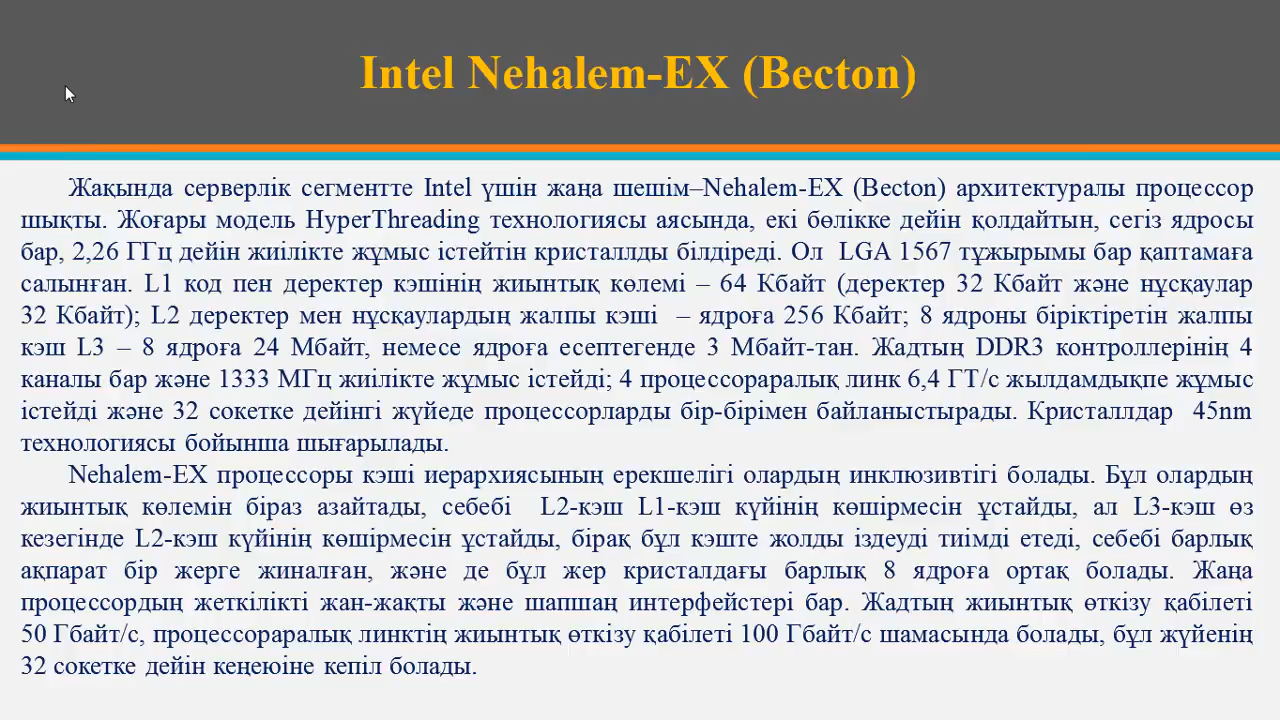 Intel Nehalem-EX (Becton)
Жақында серверлік сегментте Intel үшін жаңа шешім–Nehalem-EX (Becton) архитектуралы процессор
шықты. Жоғары модель HyperThreading технологиясы аясында, екі бөлікке дейін қолдайтын, сегіз ядросы
бар, 2,26 ГГц дейін жиілікте жұмыс істейтін кристаллды білдіреді. Ол LGA 1567 тұжырымы бар қаптамаға
салынған. L1 код пен деректер кэшінің жиынтық көлемі – 64 Кбайт (деректер 32 Кбайт және нұсқаулар
32 Кбайт); L2 деректер мен нұсқаулардың жалпы кэші – ядроға 256 Кбайт; 8 ядроны біріктіретін жалпы
кэш L3 – 8 ядроға 24 Мбайт, немесе ядроға есептегенде 3 Мбайт-тан. Жадтың DDR3 контроллерінің 4
каналы бар және 1333 МГц жиілікте жұмыс істейді; 4 процессораралық линк 6,4 ГТ/с жылдамдықпе жұмыс
істейді және 32 сокетке дейінгі жүйеде процессорларды бір-бірімен байланыстырады. Кристаллдар 45nm
технологиясы бойынша шығарылады.
Nehalem-EX процессоры кэші иерархиясының ерекшелігі олардың инклюзивтігі болады. Бұл олардың
жиынтық көлемін біраз азайтады, себебі L2-кэш L1-кэш күйінің көшірмесін ұстайды, ал L3-кэш өз
кезегінде L2-кэш күйінің көшірмесін ұстайды, бірақ бұл кэште жолды іздеуді тиімді етеді, себебі барлық
ақпарат бір жерге жиналған, және де бұл жер кристалдағы барлық 8 ядроға ортақ болады. Жаңа
процессордың жеткілікті жан-жақты және шапшаң интерфейстері бар. Жадтың жиынтық өткізу қабілеті
50 Гбайт/с, процессораралық линктің жиынтық өткізу қабілеті 100 Гбайт/с шамасында болады, бұл жүйенің
32 сокетке дейін кеңеюіне кепіл болады.